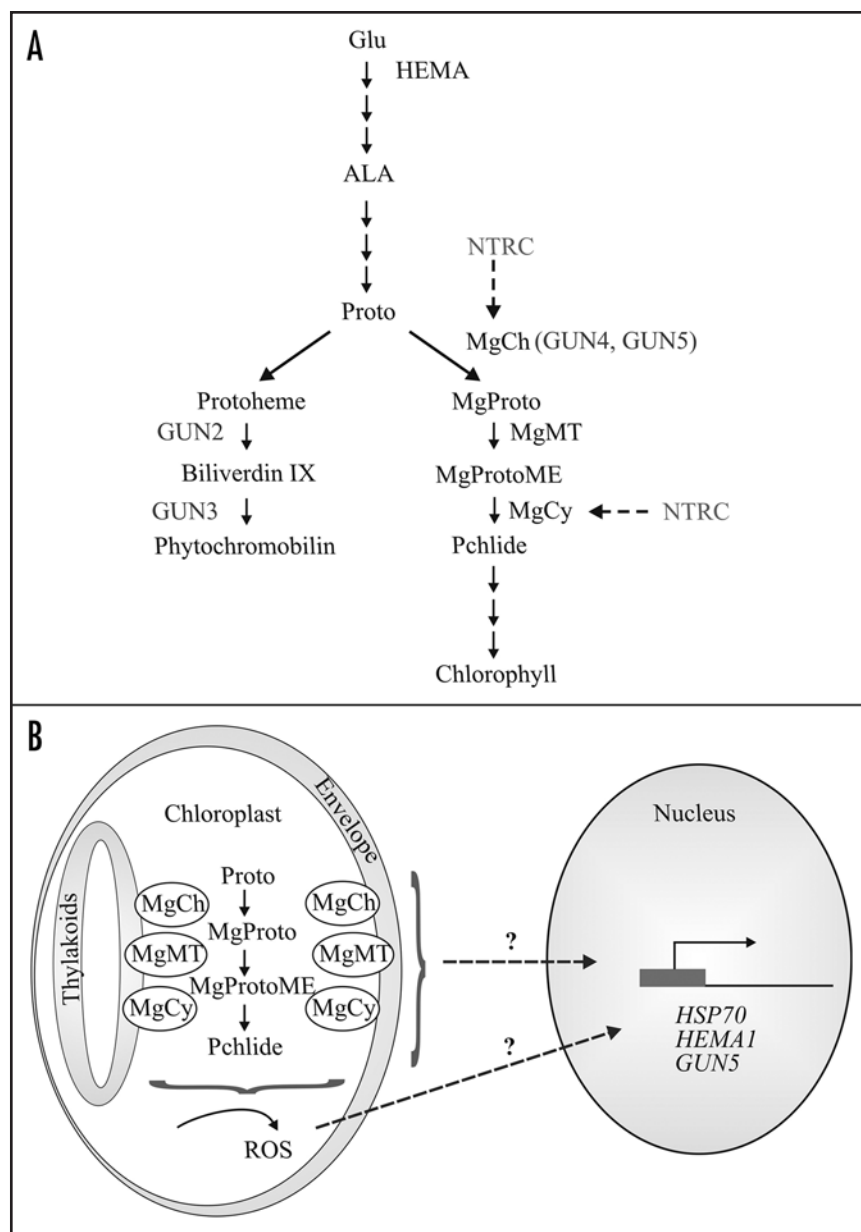 A
Glu
HEMA
ALA
NTRC
Proto
MgCh (GUN4, GUN5)
Protoheme
MgProto
GUN2
MgMT
Biliverdin IX
MgProtoME
GUN3
MgCy
NTRC
Phytochromobilin
Pchlide
Chlorophyll
B
Chloroplast
Envelope
Thylakoids
Proto
MgCh
MgCh
MgProto
MgMT
MgMT
MgProtoME
MgCy
MgCy
Pchlide
ROS
?
?
Nucleus
HSP70
HEMA1
GUN5